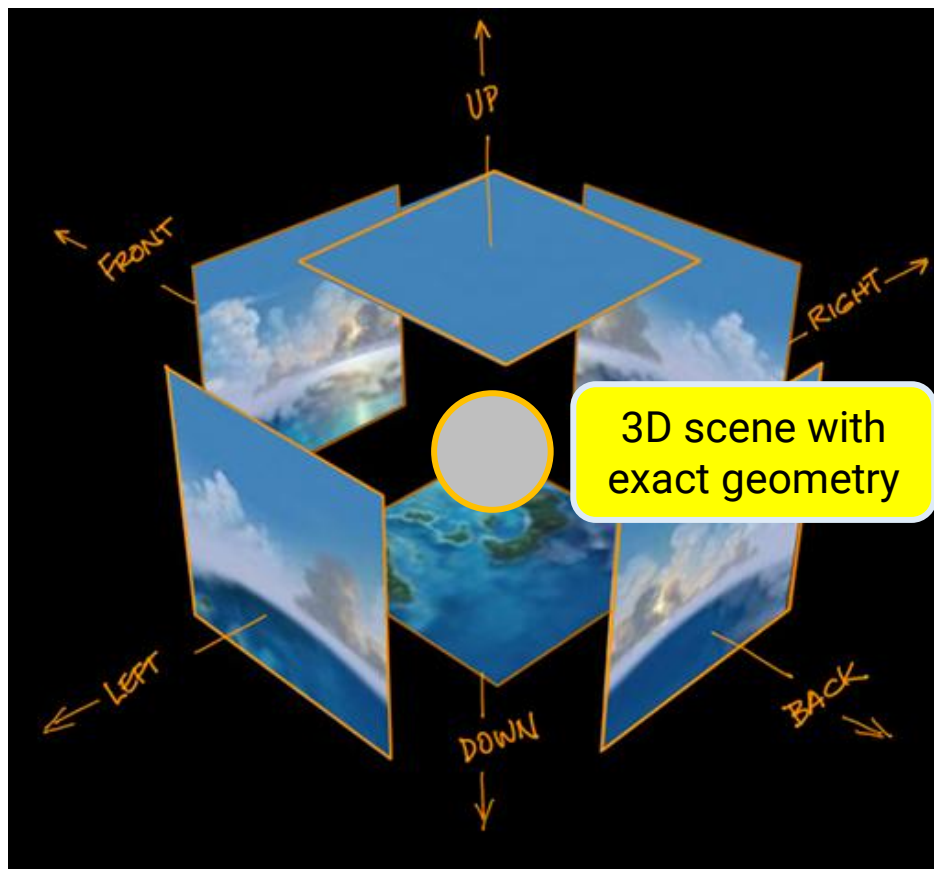 UP
FRONT
RIGHT
3D scene with
exact geometry
LEFT
BACK
DOWN